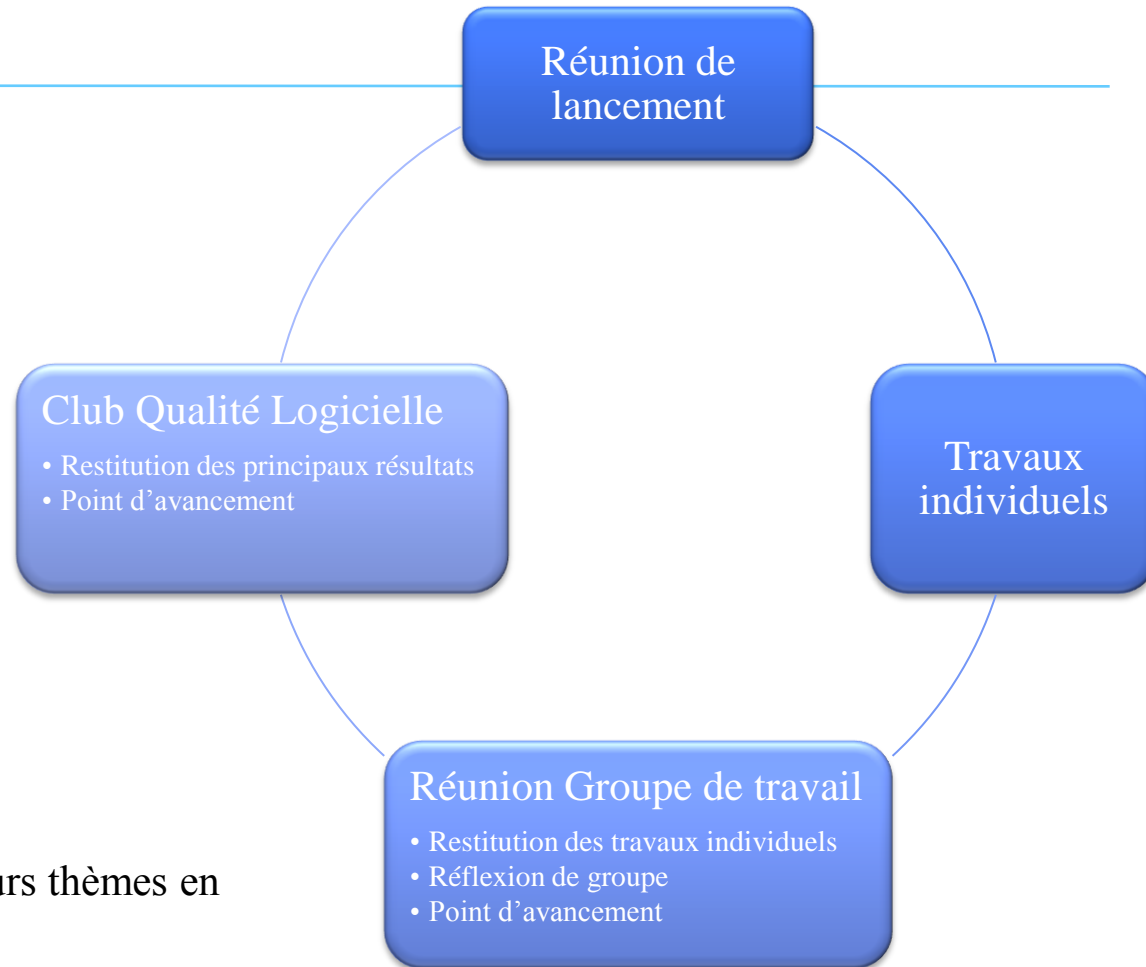 Réunion de
lancement
Travaux
individuels
Réunion Groupe de travail
• Restitution des travaux individuels
• Réflexion de groupe
• Point d’avancement
Club Qualité Logicielle
• Restitution des principaux résultats
• Point d’avancement
urs thèmes en